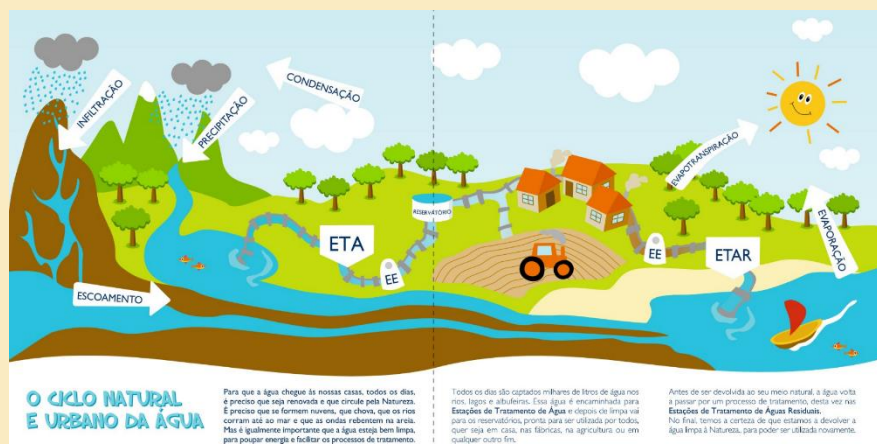 INFILTRAÇÃO
PRECIPITAÇÃO
CONDENSAÇÃO
EVAPOTRANSPIRAÇÃO
EVAPORAÇÃO
RESERVATÓRIO
ETA
EE
EE
ETAR
ESCOAMENTO
O CICLO NATURAL
E URBANO DA ÁGUA
Para que a água chegue às nossas casas, todos os dias,
é preciso que seja renovada e que circule pela Natureza.
É preciso que se formem nuvens, que chova, que os rios
corram até ao mar e que as ondas rebentem na areia.
Mas é igualmente importante que a água esteja bem limpa,
para poupar energia e facilitar os processos de tratamento.
Todos os dias são captados milhares de litros de água nos
rios, lagos e albufeiras. Essa água é encaminhada para
Estações de Tratamento de Água e depois de limpa vai
para os reservatórios, pronta para ser utilizada por todos,
quer seja em casa, nas fábricas, na agricultura ou em
qualquer outro fim.
Antes de ser devolvida ao seu meio natural, a água volta
a passar por um processo de tratamento, desta vez nas
Estações de Tratamento de Águas Residuais.
No final, temos a certeza de que estamos a devolver a
água limpa à Natureza, para poder ser utilizada novamente.